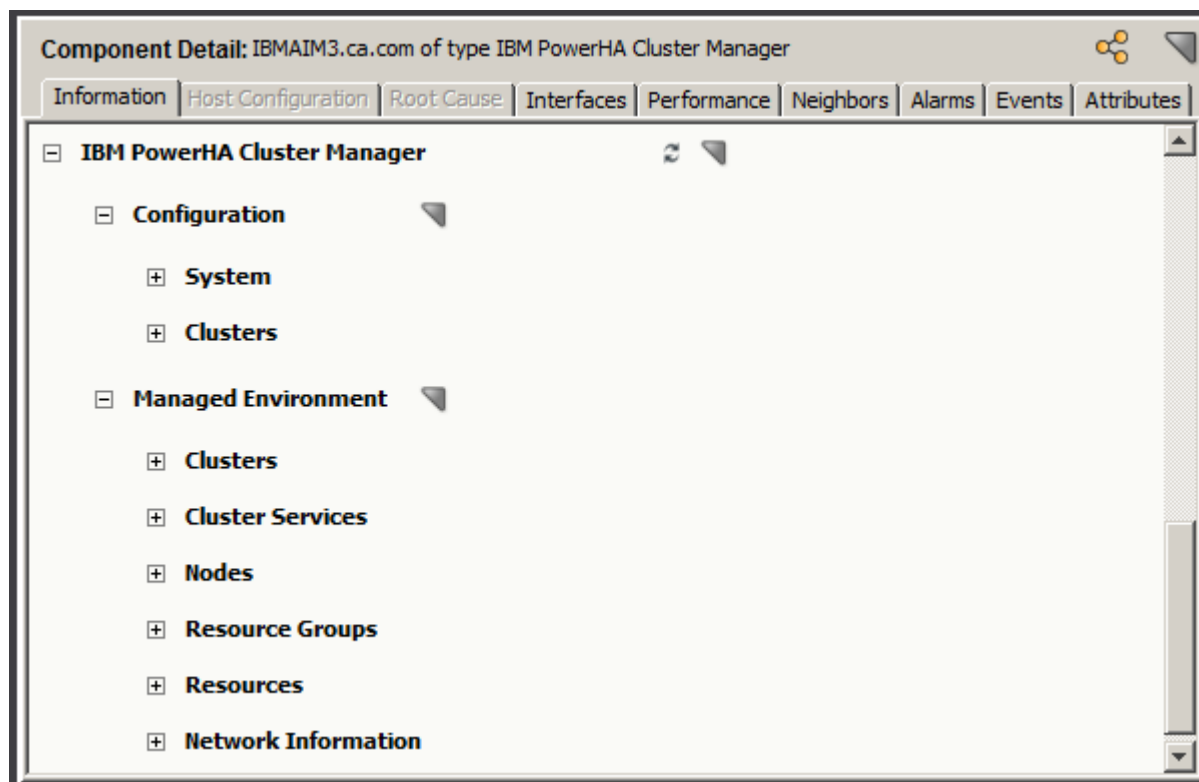 Component Detail: IBMAIM3.ca.com of type IBM PowerHA Cluster Manager
Information Host Configuration Root Cause Interfaces Performance Neighbors Alarms Events Attributes
IBM PowerHA Cluster Manager
Configuration
System
Clusters
Managed Environment
Clusters
Cluster Services
Nodes
Resource Groups
Resources
Network Information